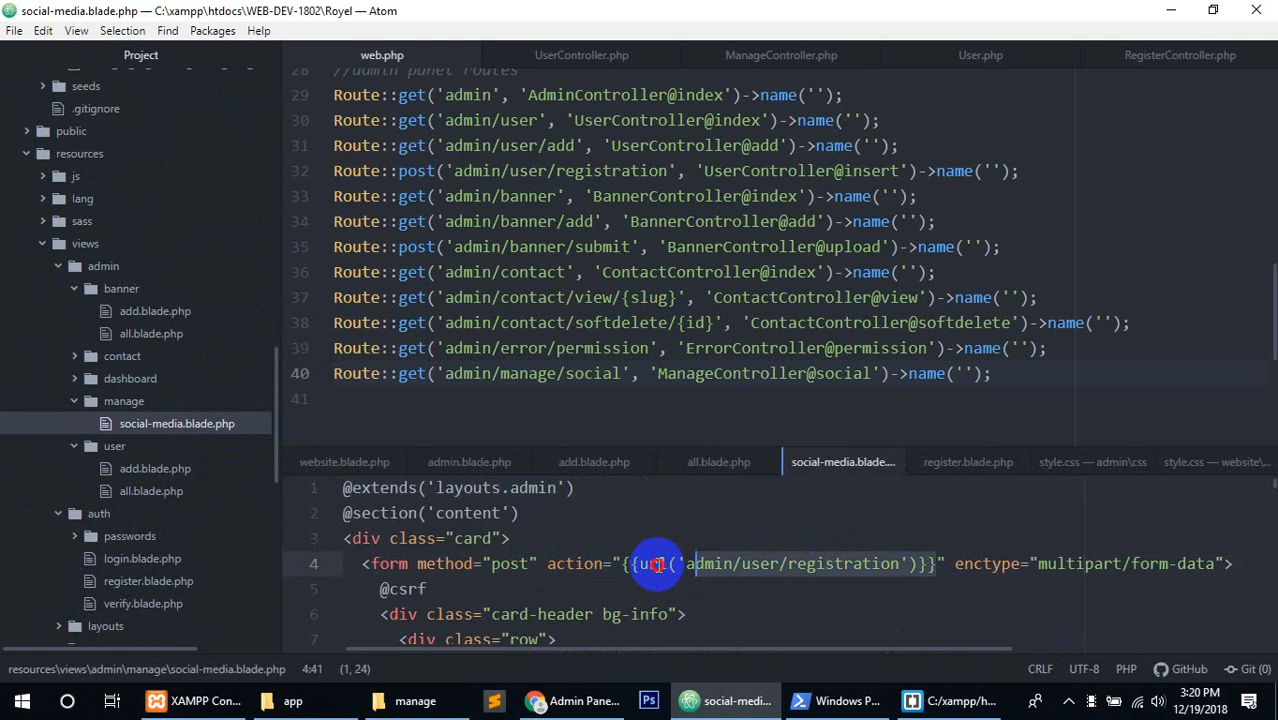 social-media.blade.php — C:\xampp\htdocs\WEB-DEV-1802\Royel — Atom
File Edit View Selection Find Packages Help
Project
web.php UserController.php ManageController.php User.php RegisterController.php
seeds
.gitignore
public
resources
js
lang
sass
views
admin
banner
add.blade.php
all.blade.php
contact
dashboard
manage
social-media.blade.php
user
add.blade.php
all.blade.php
auth
passwords
login.blade.php
register.blade.php
verify.blade.php
layouts
28 //admin panel routes
29 Route::get('admin', 'AdminController@index')->name('');
30 Route::get('admin/user', 'UserController@index')->name('');
31 Route::get('admin/user/add', 'UserController@add')->name('');
32 Route::post('admin/user/registration', 'UserController@insert')->name('');
33 Route::get('admin/banner', 'BannerController@index')->name('');
34 Route::get('admin/banner/add', 'BannerController@add')->name('');
35 Route::post('admin/banner/submit', 'BannerController@upload')->name('');
36 Route::get('admin/contact', 'ContactController@index')->name('');
37 Route::get('admin/contact/view/{slug}', 'ContactController@view')->name('');
38 Route::get('admin/contact/softdelete/{id}', 'ContactController@softdelete')->name('');
39 Route::get('admin/error/permission', 'ErrorController@permission')->name('');
40 Route::get('admin/manage/social', 'ManageController@social')->name('');
41
website.blade.php admin.blade.php add.blade.php all.blade.php social-media.blade.... register.blade.php style.css — admin\css style.css — website\...
1 @extends('layouts.admin')
2 @section('content')
3 <div class="card">
4 <form method="post" action="{{url('admin/user/registration')}}" enctype="multipart/form-data">
5 @csrf
6 <div class="card-header bg-info">
7 <div class="row">
resources\views\admin\manage\social-media.blade.php 4:41 (1, 24) CRLF UTF-8 PHP GitHub Git (0)
XAMPP Con... app manage Admin Pane... Ps social-media... Windows P... C:/xampp/h... 3:20 PM
12/19/2018